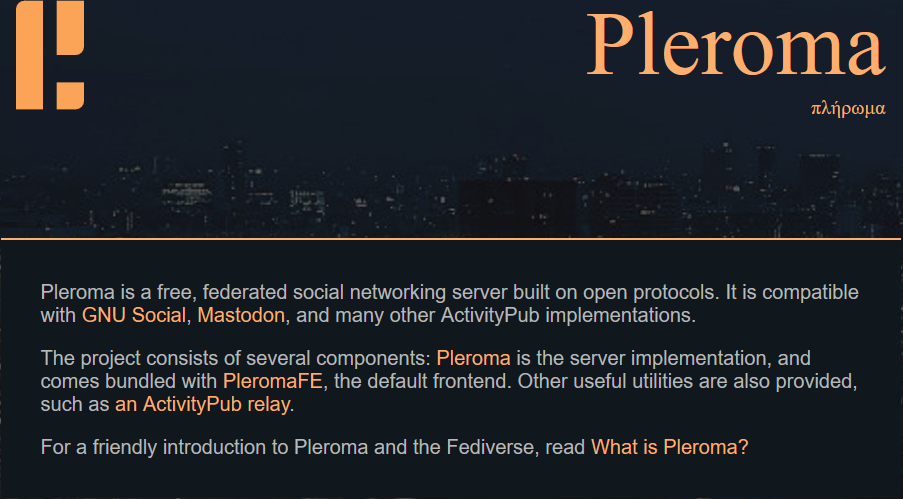 Pleroma
πλήρωμα
Pleroma is a free, federated social networking server built on open protocols. It is compatible
with GNU Social, Mastodon, and many other ActivityPub implementations.
The project consists of several components: Pleroma is the server implementation, and
comes bundled with PleromaFE, the default frontend. Other useful utilities are also provided,
such as an ActivityPub relay.
For a friendly introduction to Pleroma and the Fediverse, read What is Pleroma?